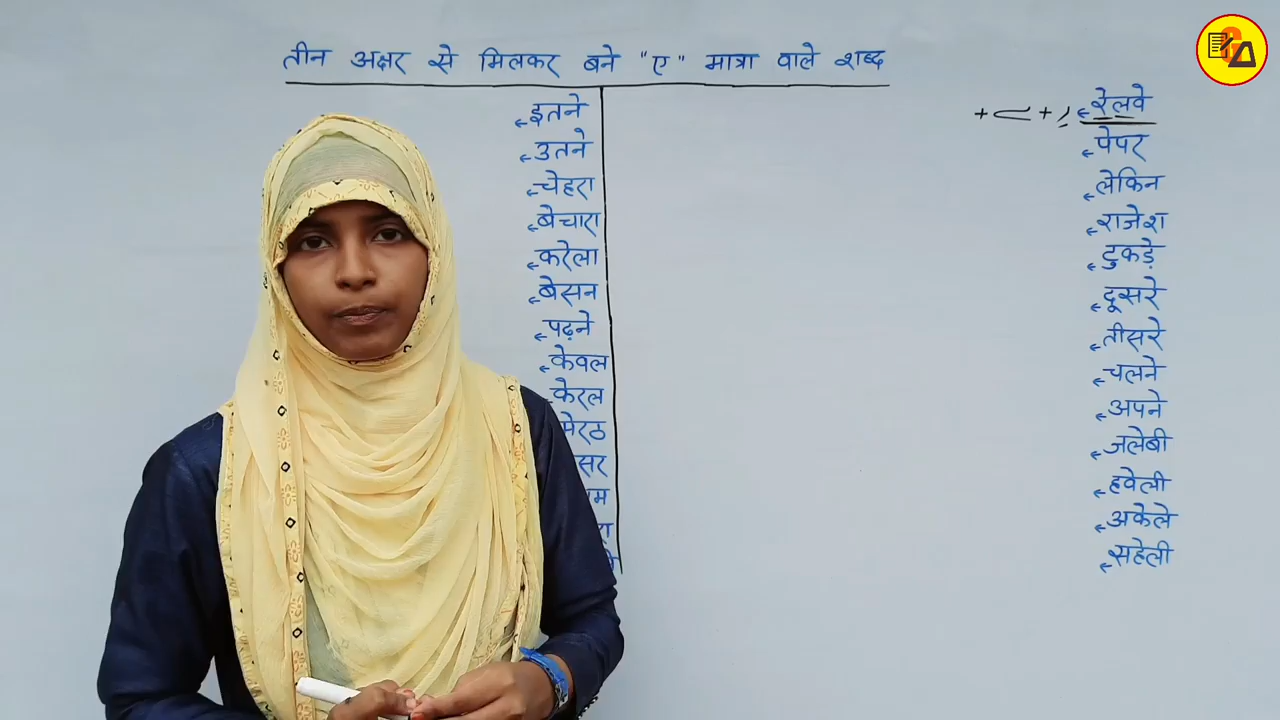 तीन अक्षर से मिलकर बने "ए" मात्रा वाले शब्द
इतने
उतने
चेहरा
बेचारा
करेला
बेसन
पढ़ने
केवल
केरल
मेरठ
रेलवे
पेपर
लेकिन
राजेश
टुकड़े
दूसरे
तीसरे
चलने
अपने
जलेबी
हवेली
अकेले
सहेली